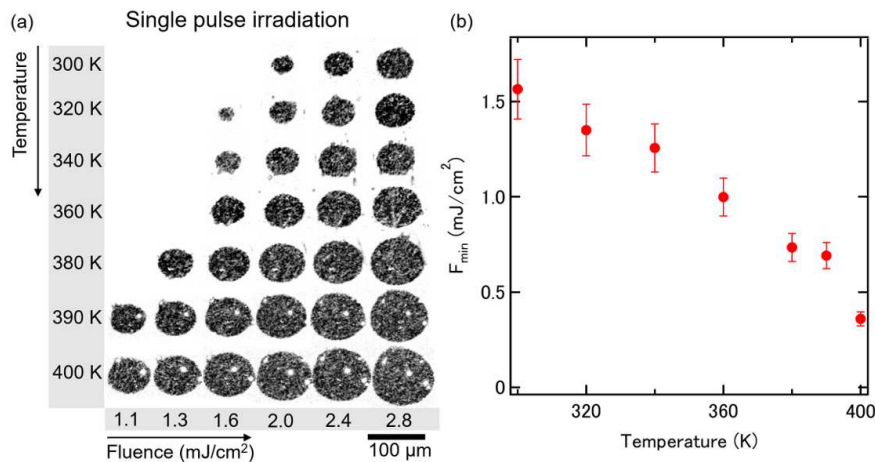 (a)
Single pulse irradiation
Temperature
300 K
320 K
340 K
360 K
380 K
390 K
400 K
1.1 1.3 1.6 2.0 2.4 2.8
Fluence (mJ/cm²)
100 μm
(b)
F_min (mJ/cm²)
1.5
1.0
0.5
0
320 360 400
Temperature (K)